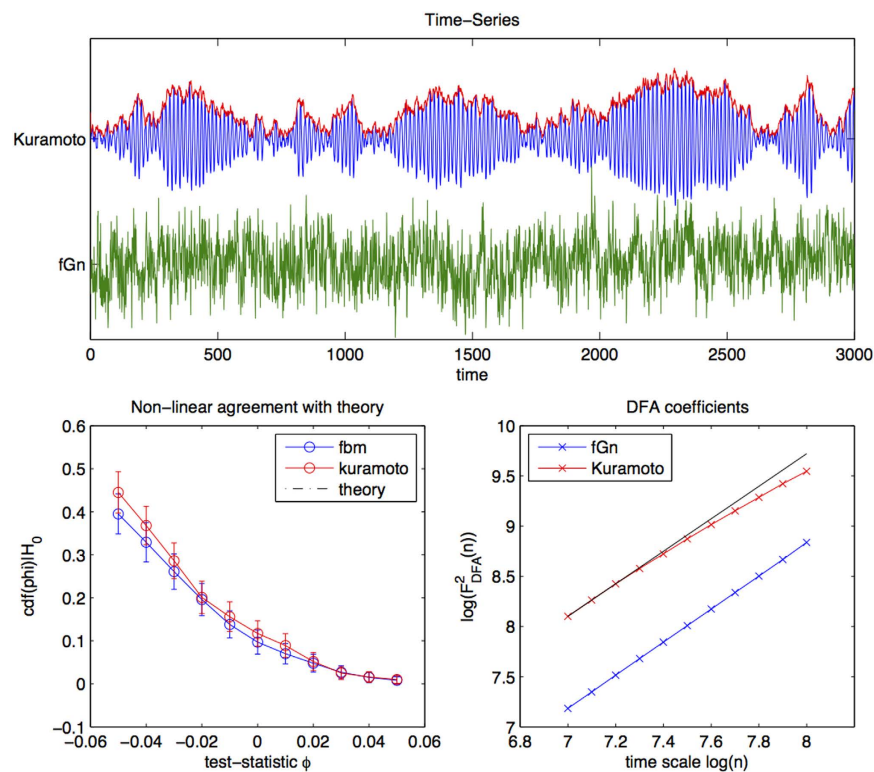 Time-Series
Kuramoto
fGn
0 500 1000 1500 2000 2500 3000
time
Non-linear agreement with theory
0.6
0.5
0.4
0.3
0.2
0.1
0
-0.1
cdf(phi)|H0
fbm
kuramoto
theory
-0.06 -0.04 -0.02 0 0.02 0.04 0.06
test-statistic ϕ
DFA coefficients
10
9.5
9
8.5
8
7.5
7
log(F²DFA(n))
fGn
Kuramoto
6.8 7 7.2 7.4 7.6 7.8 8 8.2
time scale log(n)